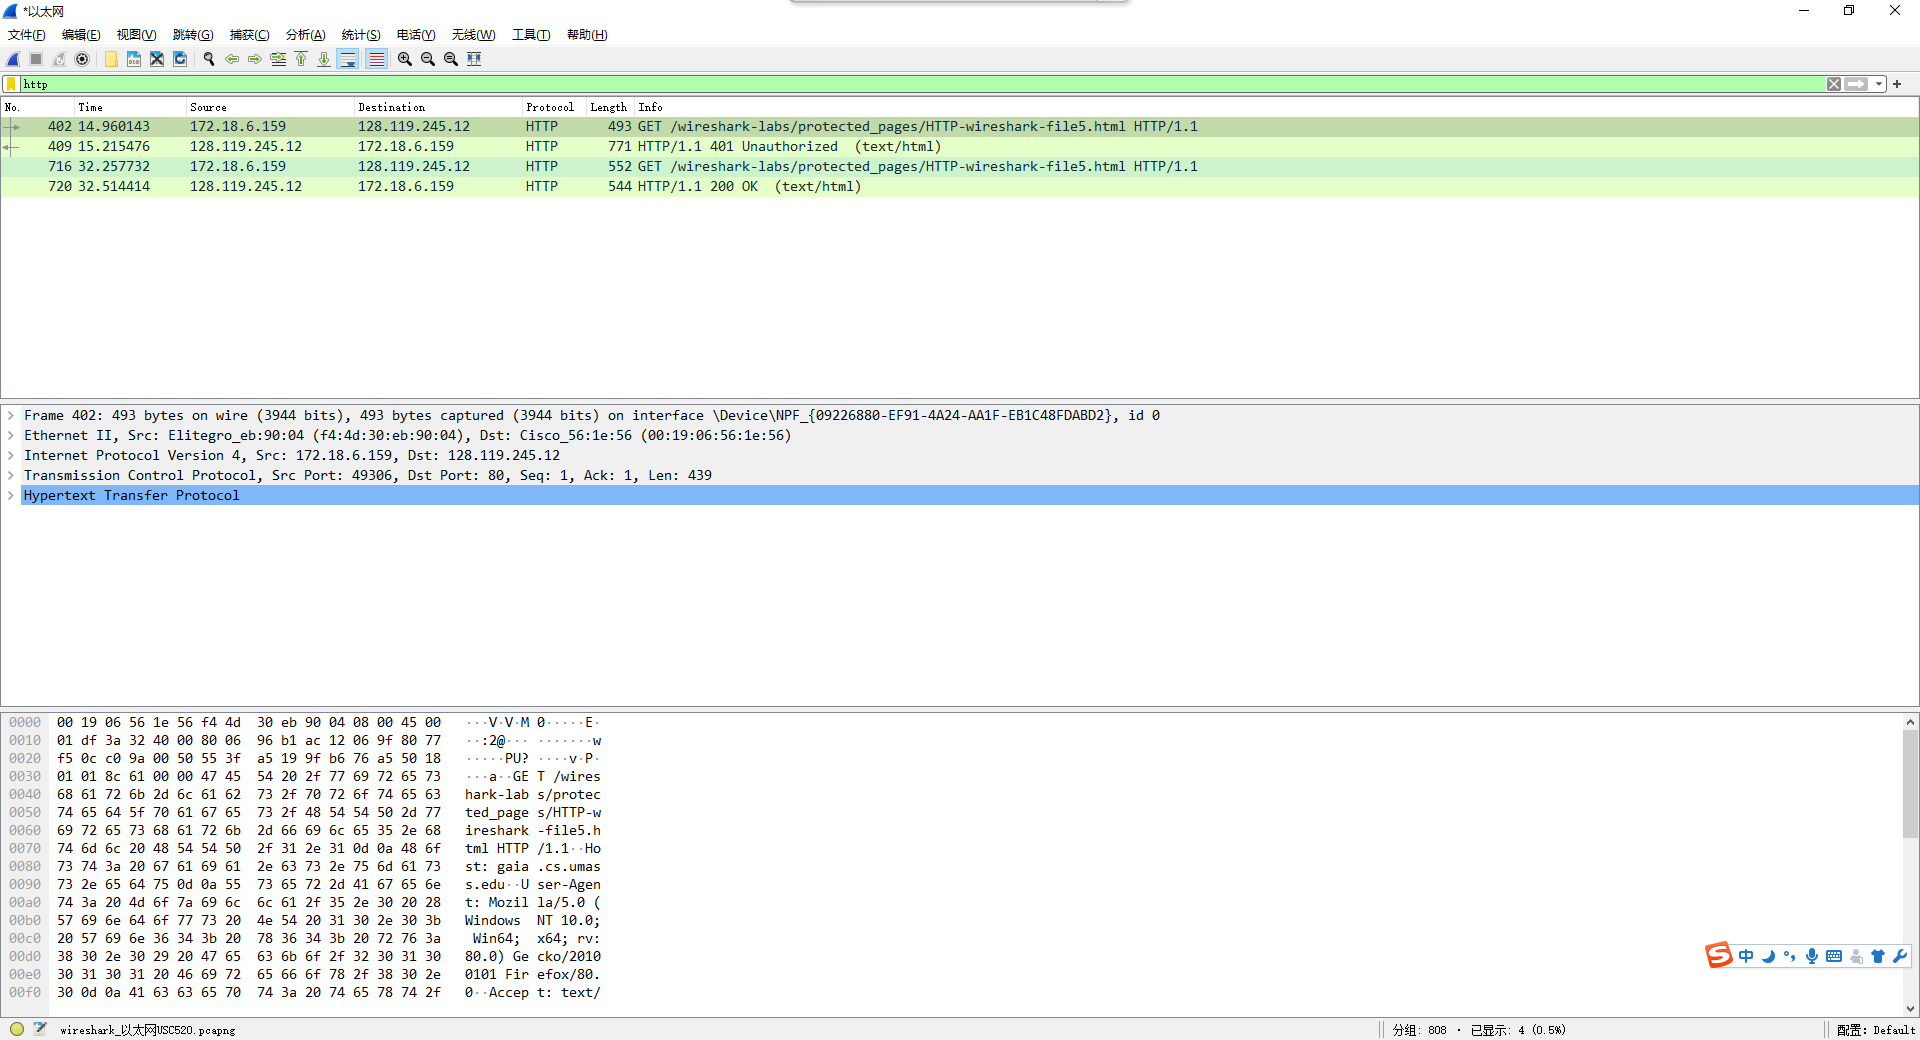 *以太网
文件(F) 编辑(E) 视图(V) 跳转(G) 捕获(C) 分析(A) 统计(S) 电话(Y) 无线(W) 工具(T) 帮助(H)
http
No. Time Source Destination Protocol Length Info
402 14.960143 172.18.6.159 128.119.245.12 HTTP 493 GET /wireshark-labs/protected_pages/HTTP-wireshark-file5.html HTTP/1.1
409 15.215476 128.119.245.12 172.18.6.159 HTTP 771 HTTP/1.1 401 Unauthorized (text/html)
716 32.257732 172.18.6.159 128.119.245.12 HTTP 552 GET /wireshark-labs/protected_pages/HTTP-wireshark-file5.html HTTP/1.1
720 32.514414 128.119.245.12 172.18.6.159 HTTP 544 HTTP/1.1 200 OK (text/html)
Frame 402: 493 bytes on wire (3944 bits), 493 bytes captured (3944 bits) on interface \Device\NPF_{09226880-EF91-4A24-AA1F-EB1C48FDABD2}, id 0
Ethernet II, Src: Elitegro_eb:90:04 (f4:4d:30:eb:90:04), Dst: Cisco_56:1e:56 (00:19:06:56:1e:56)
Internet Protocol Version 4, Src: 172.18.6.159, Dst: 128.119.245.12
Transmission Control Protocol, Src Port: 49306, Dst Port: 80, Seq: 1, Ack: 1, Len: 439
Hypertext Transfer Protocol
0000 00 19 06 56 1e 56 f4 4d 30 eb 90 04 08 00 45 00 ···V·V·M 0·····E·
0010 01 df 3a 32 40 00 80 06 96 b1 ac 12 06 9f 80 77 ··:2@··· ·······w
0020 f5 0c c0 9a 00 50 55 3f a5 19 9f b6 76 a5 50 18 ·····PU? ····v·P·
0030 01 01 8c 61 00 00 47 45 54 20 2f 77 69 72 65 73 ···a··GE T /wires
0040 68 61 72 6b 2d 6c 61 62 73 2f 70 72 6f 74 65 63 hark-lab s/protec
0050 74 65 64 5f 70 61 67 65 73 2f 48 54 54 50 2d 77 ted_page s/HTTP-w
0060 69 72 65 73 68 61 72 6b 2d 66 69 6c 65 35 2e 68 ireshark -file5.h
0070 74 6d 6c 20 48 54 54 50 2f 31 2e 31 0d 0a 48 6f tml HTTP /1.1··Ho
0080 73 74 3a 20 67 61 69 61 2e 63 73 2e 75 6d 61 73 st: gaia .cs.umas
0090 73 2e 65 64 75 0d 0a 55 73 65 72 2d 41 67 65 6e s.edu··U ser-Agen
00a0 74 3a 20 4d 6f 7a 69 6c 6c 61 2f 35 2e 30 20 28 t: Mozil la/5.0 (
00b0 57 69 6e 64 6f 77 73 20 4e 54 20 31 30 2e 30 3b Windows NT 10.0;
00c0 20 57 69 6e 36 34 3b 20 78 36 34 3b 20 72 76 3a Win64; x64; rv:
00d0 38 30 2e 30 29 20 47 65 63 6b 6f 2f 32 30 31 30 80.0) Ge cko/2010
00e0 30 31 30 31 20 46 69 72 65 66 6f 78 2f 38 30 2e 0101 Fir efox/80.
00f0 30 0d 0a 41 63 63 65 70 74 3a 20 74 65 78 74 2f 0··Accep t: text/
中
wireshark_以太网USC520.pcapng 分组: 808 · 已显示: 4 (0.5%) 配置: Default